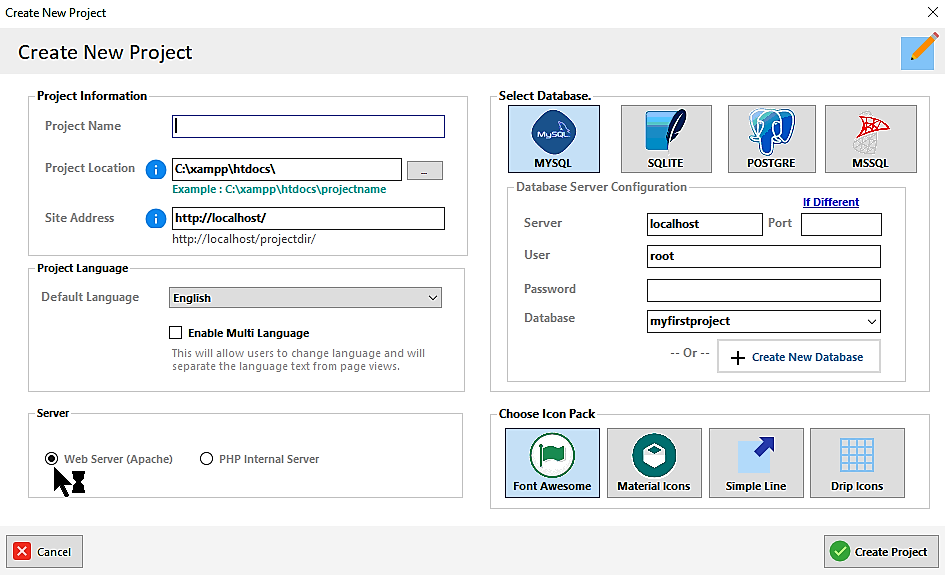 Create New Project
Create New Project
Project Information
Project Name
Project Location
i
C:\xampp\htdocs\
...
Example : C:\xampp\htdocs\projectname
Site Address
i
http://localhost/
http://localhost/projectdir/
Project Language
Default Language
English
Enable Multi Language
This will allow users to change language and will
separate the language text from page views.
Server
Web Server (Apache)
PHP Internal Server
Select Database.
MySQL
MYSQL
SQLITE
POSTGRE
MSSQL
Database Server Configuration
If Different
Server
localhost
Port
User
root
Password
Database
myfirstproject
-- Or --
Create New Database
Choose Icon Pack
Font Awesome
Material Icons
Simple Line
Drip Icons
Cancel
Create Project